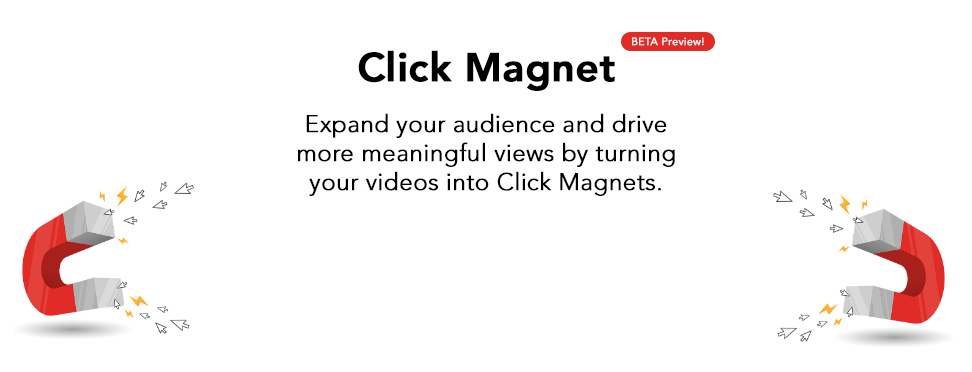 BETA Preview!
Click Magnet
Expand your audience and drive
more meaningful views by turning
your videos into Click Magnets.